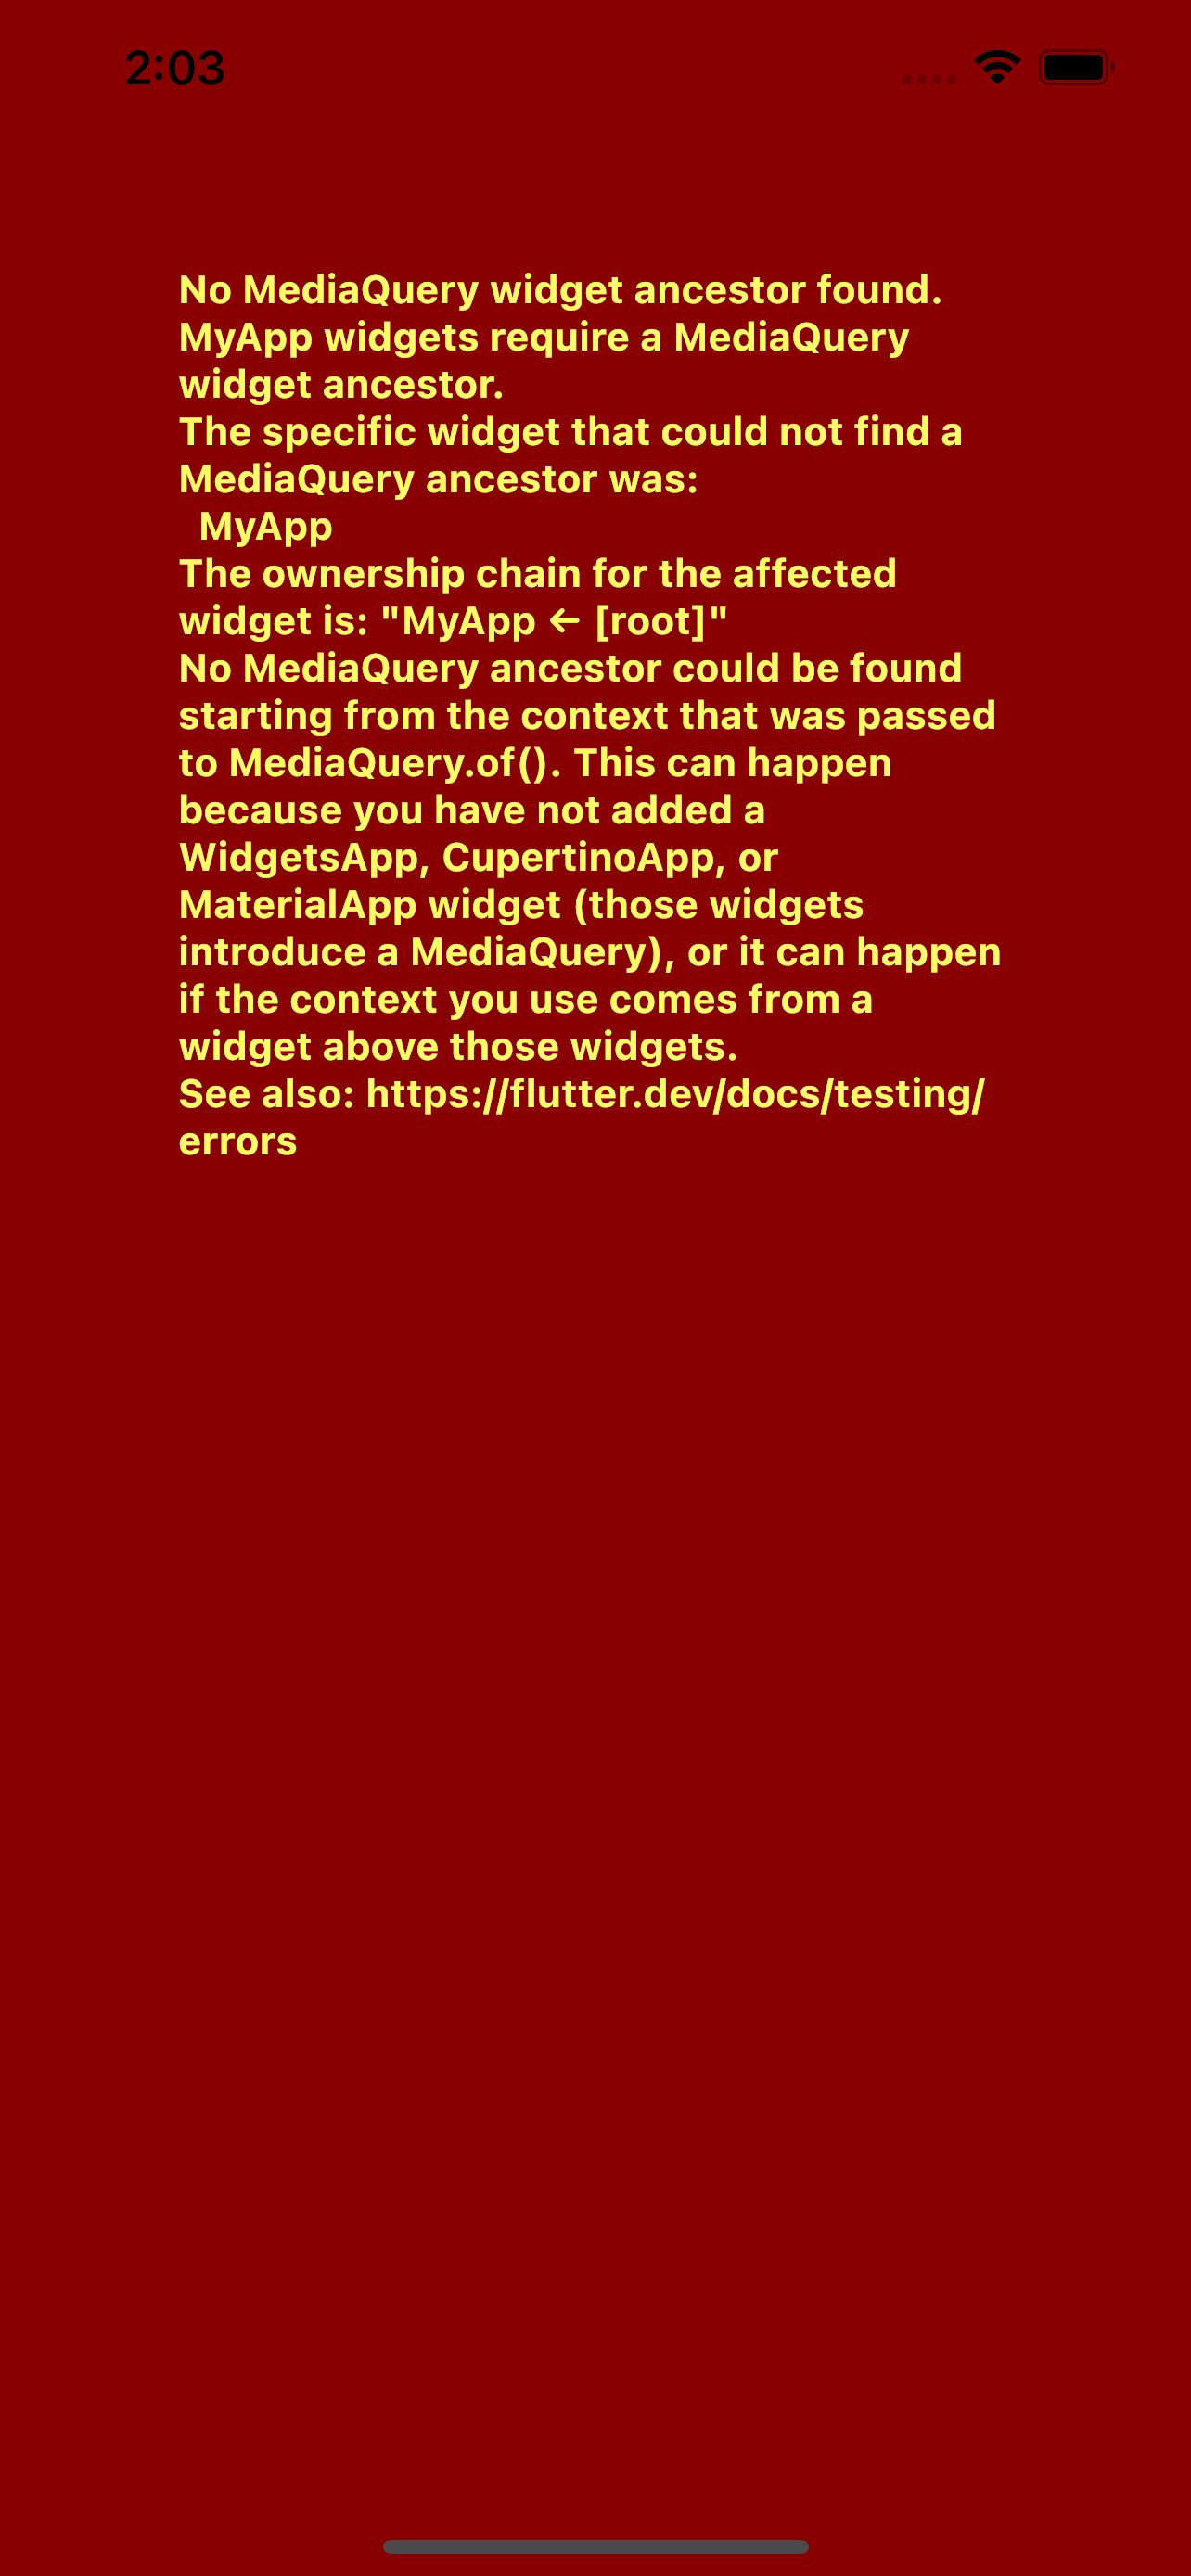 2:03
No MediaQuery widget ancestor found.
MyApp widgets require a MediaQuery
widget ancestor.
The specific widget that could not find a
MediaQuery ancestor was:
  MyApp
The ownership chain for the affected
widget is: "MyApp ← [root]"
No MediaQuery ancestor could be found
starting from the context that was passed
to MediaQuery.of(). This can happen
because you have not added a
WidgetsApp, CupertinoApp, or
MaterialApp widget (those widgets
introduce a MediaQuery), or it can happen
if the context you use comes from a
widget above those widgets.
See also: https://flutter.dev/docs/testing/
errors